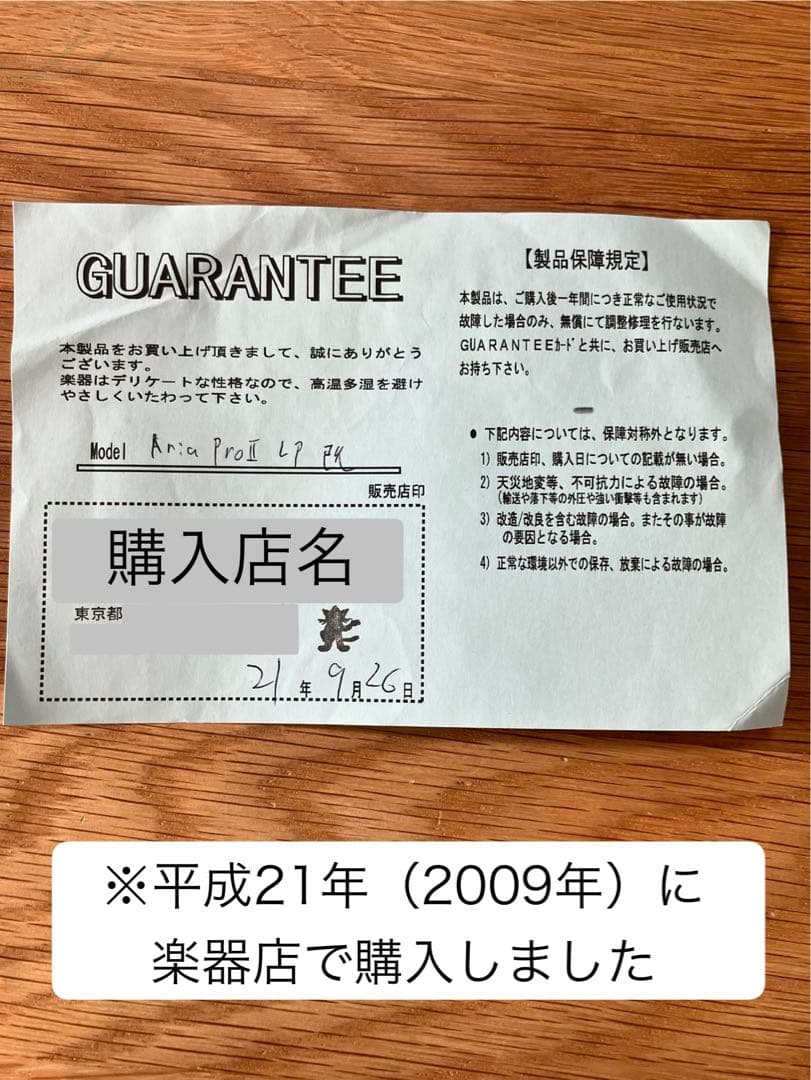 GUARANTEE
本製品をお買い上げ頂きまして、誠にありがとう
ございます。
楽器はデリケートな性格なので、高温多湿を避け
やさしくいたわって下さい。
Model Aria ProⅡ LP 改
販売店印
購入店名
東京都
21年9月26日
【製品保障規定】
本製品は、ご購入後一年間につき正常なご使用状況で
故障した場合のみ、無償にて調整修理を行ないます。
GUARANTEEカードと共に、お買い上げ販売店へ
お持ち下さい。
● 下記内容については、保障対称外となります。
1) 販売店印、購入日についての記載が無い場合。
2) 天災地変等、不可抗力による故障の場合。
(輸送や落下等の外圧や強い衝撃等も含まれます)
3) 改造/改良を含む故障の場合。またその事が故障
の要因となる場合。
4) 正常な環境以外での保存、放棄による故障の場合。
※平成21年（2009年）に
楽器店で購入しました